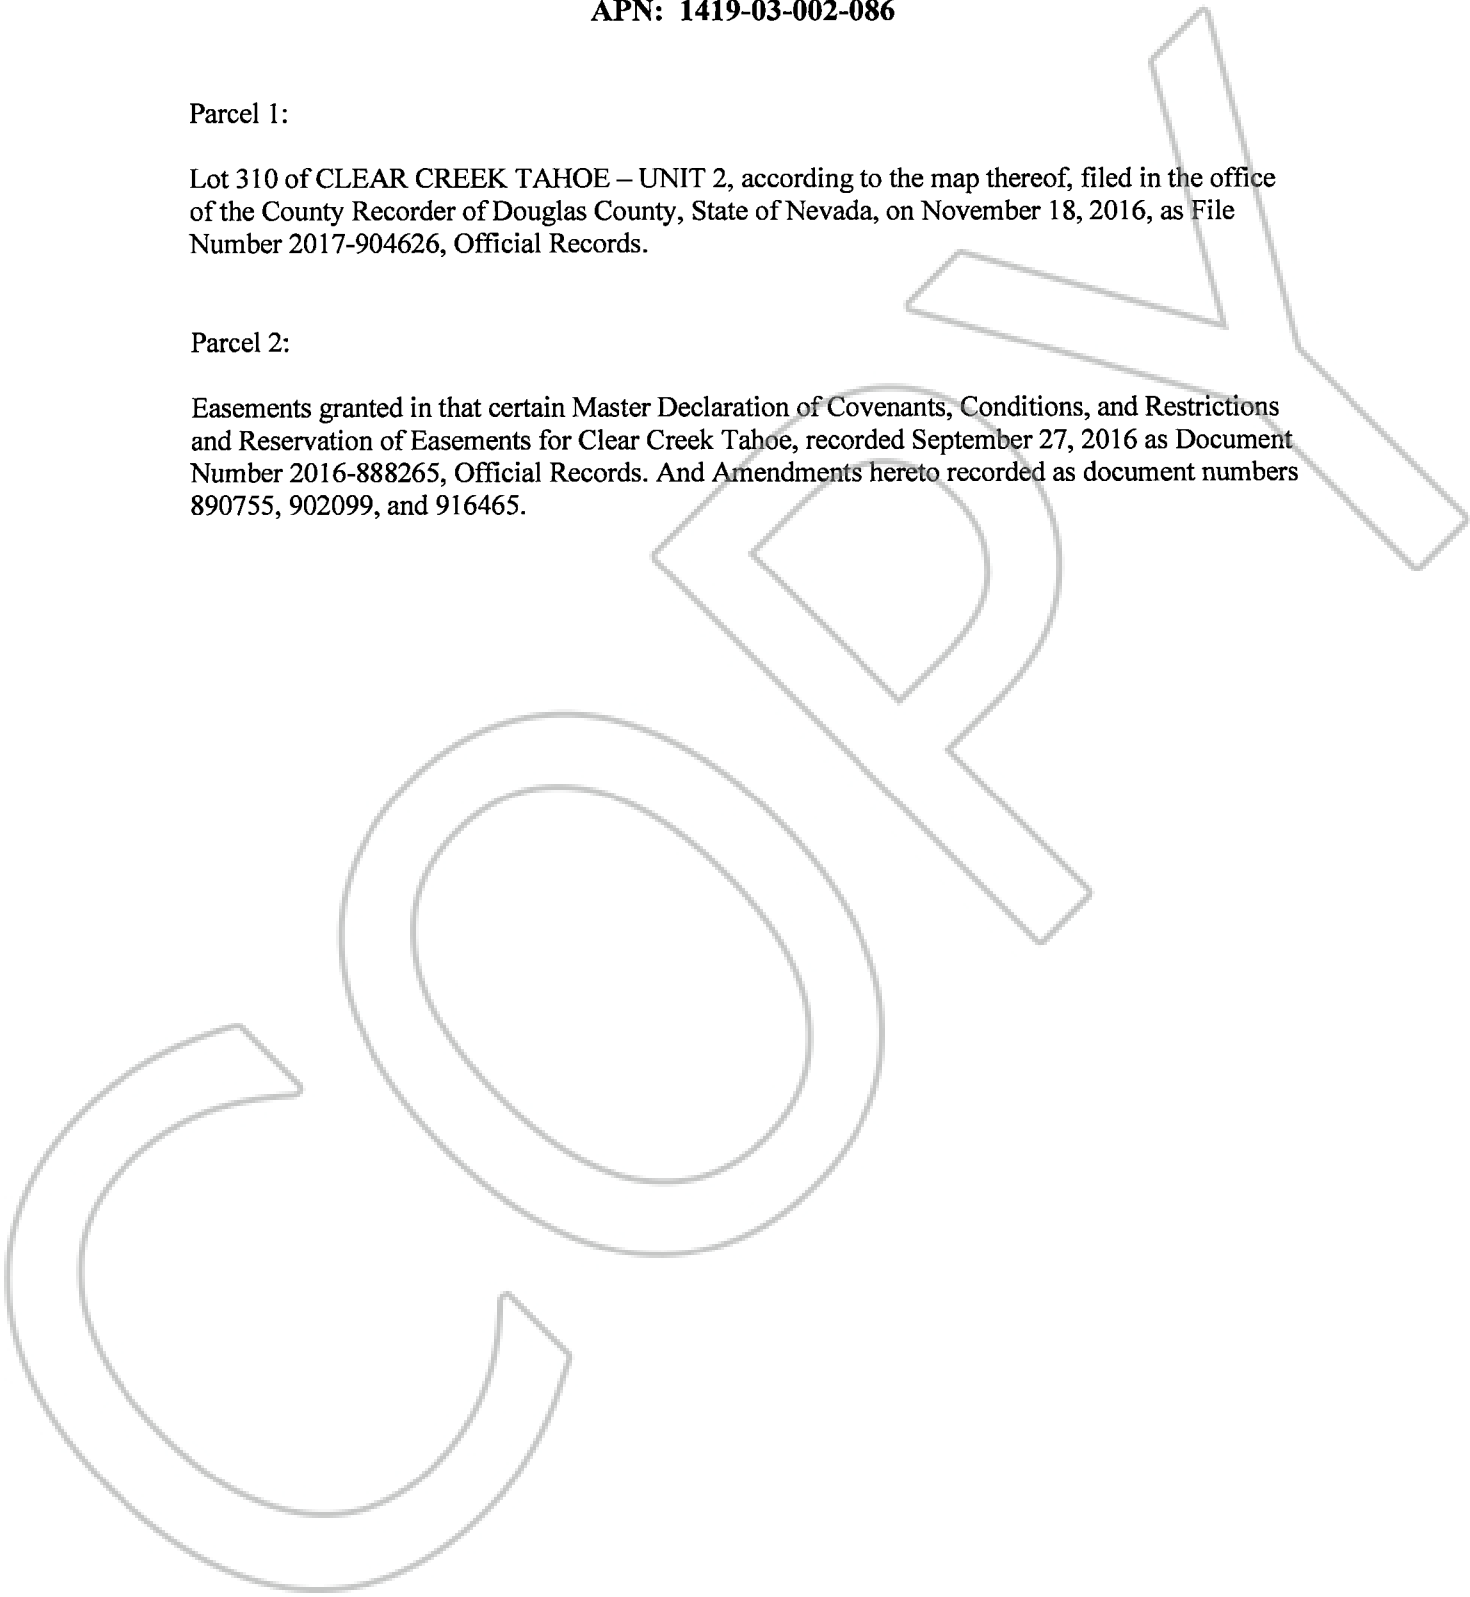 APN: 1419-03-002-086
Parcel 1:
Lot 310 of CLEAR CREEK TAHOE – UNIT 2, according to the map thereof, filed in the office
of the County Recorder of Douglas County, State of Nevada, on November 18, 2016, as File
Number 2017-904626, Official Records.
Parcel 2:
Easements granted in that certain Master Declaration of Covenants, Conditions, and Restrictions
and Reservation of Easements for Clear Creek Tahoe, recorded September 27, 2016 as Document
Number 2016-888265, Official Records. And Amendments hereto recorded as document numbers
890755, 902099, and 916465.
COPY